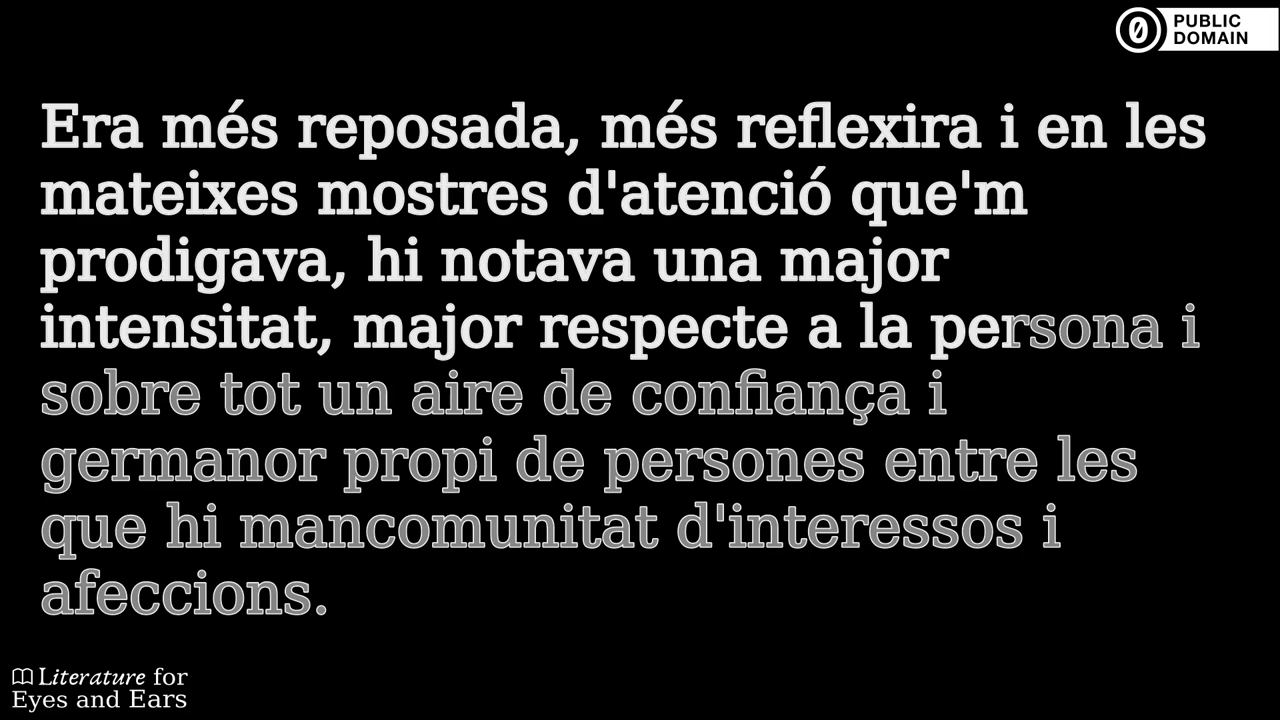 PUBLIC
DOMAIN
Era més reposada, més reflexira i en les
mateixes mostres d'atenció que'm
prodigava, hi notava una major
intensitat, major respecte a la persona i
sobre tot un aire de confiança i
germanor propi de persones entre les
que hi mancomunitat d'interessos i
afeccions.
Literature for
Eyes and Ears